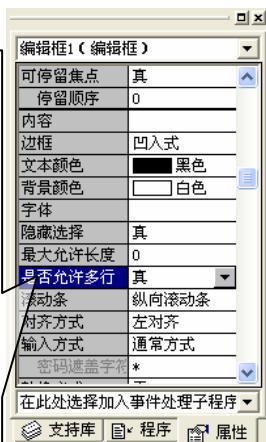 编辑框1（编辑框）
可停留焦点 真
停留顺序 0
内容
边框 凹入式
文本颜色 黑色
背景颜色 白色
字体
隐藏选择 真
最大允许长度 0
是否允许多行 真
滚动条 纵向滚动条
对齐方式 左对齐
输入方式 通常方式
密码遮盖字符 *
在此处选择加入事件处理子程序
支持库 程序 属性